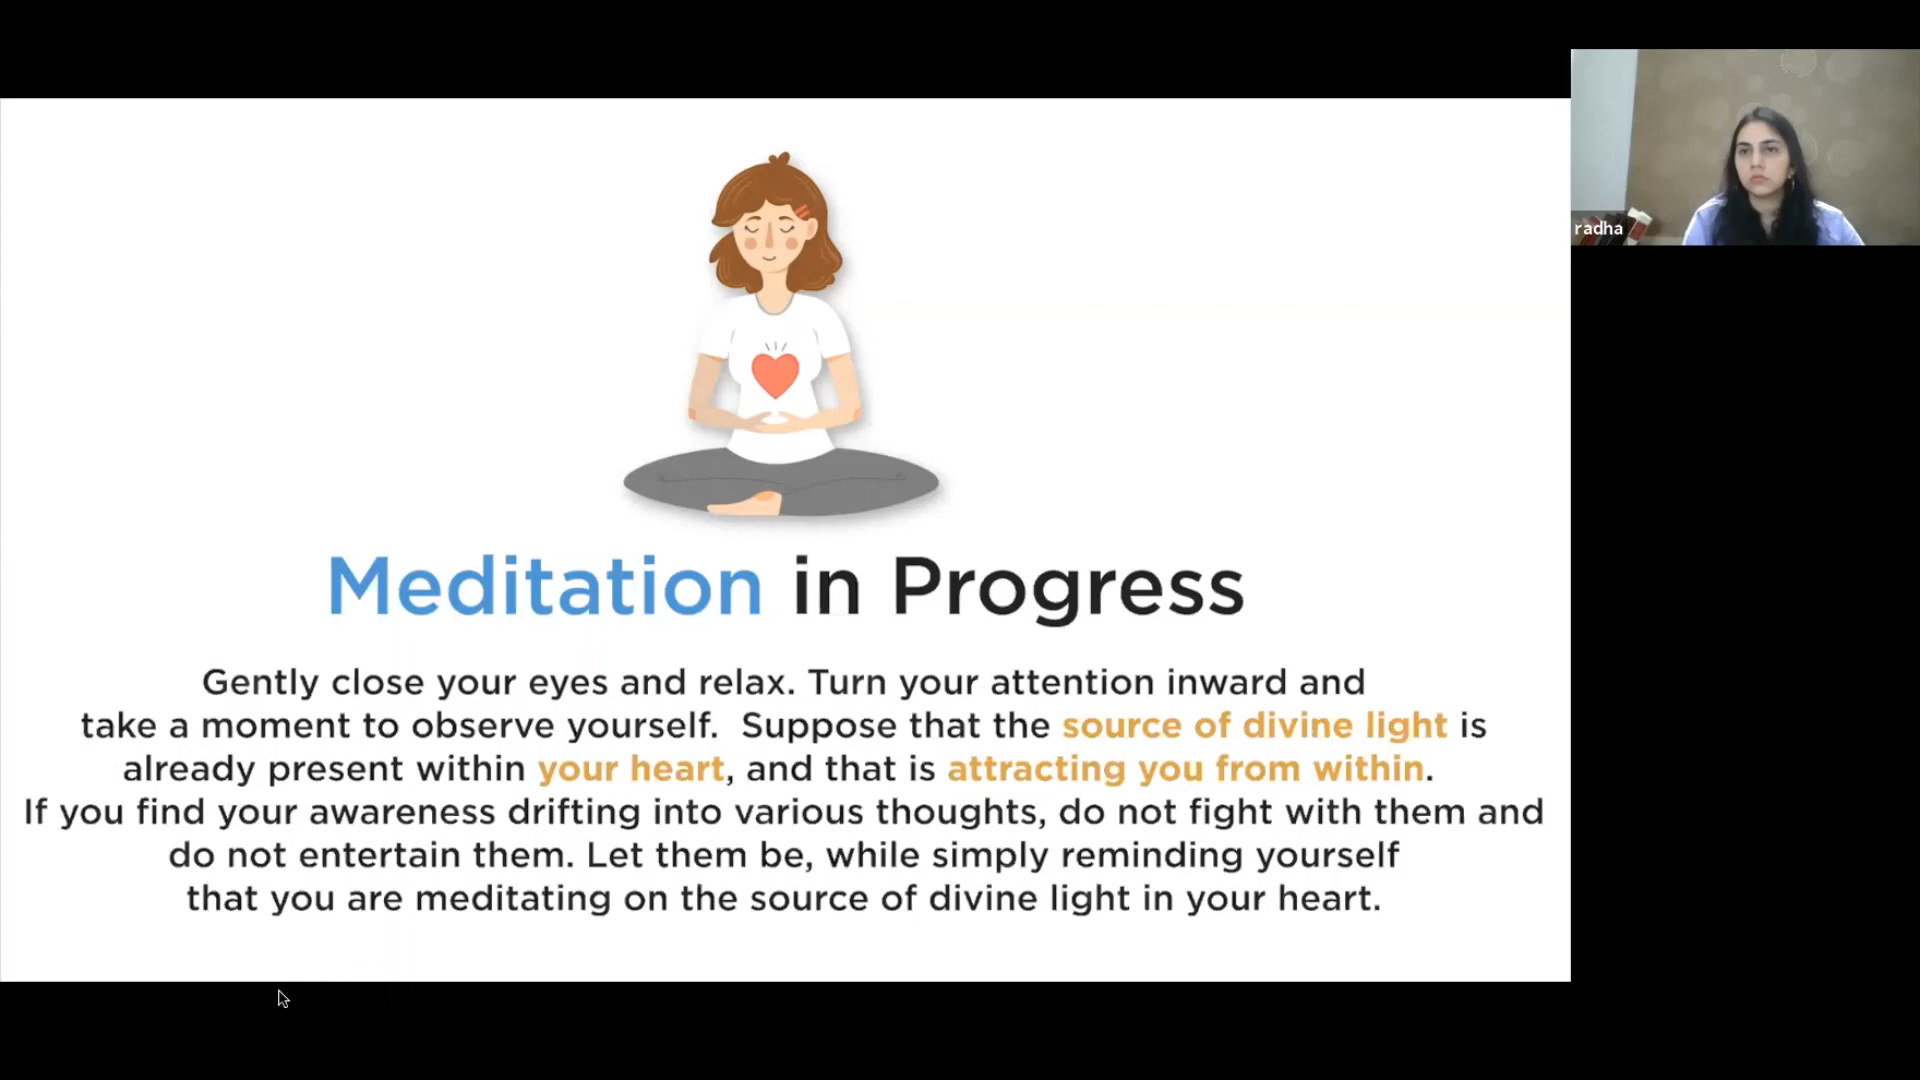 radha
Meditation in Progress
Gently close your eyes and relax. Turn your attention inward and
take a moment to observe yourself. Suppose that the source of divine light is
already present within your heart, and that is attracting you from within.
If you find your awareness drifting into various thoughts, do not fight with them and
do not entertain them. Let them be, while simply reminding yourself
that you are meditating on the source of divine light in your heart.